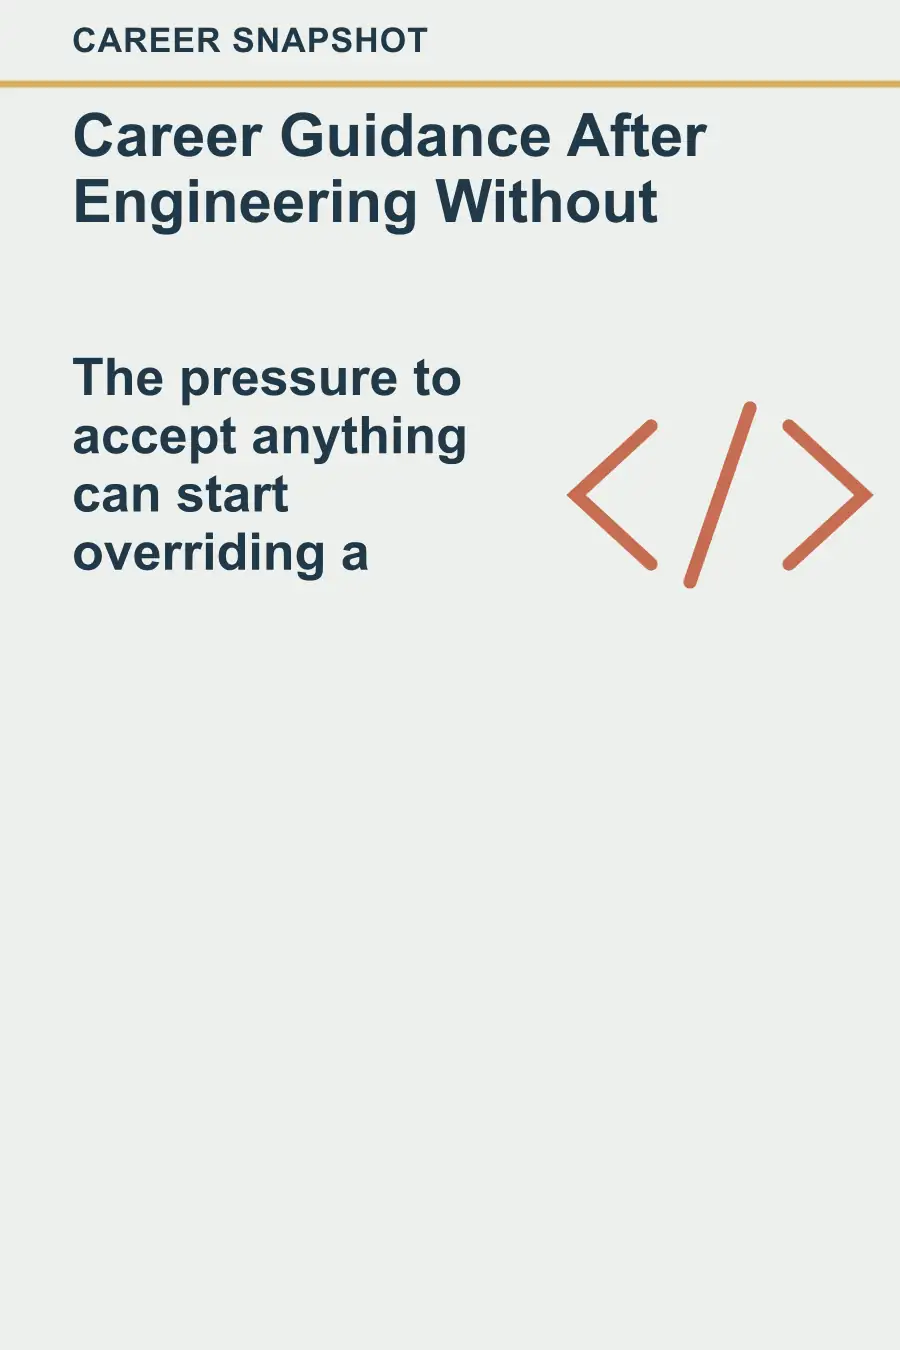 CAREER SNAPSHOT
Career Guidance After
Engineering Without
The pressure to
accept anything
can start
overriding a